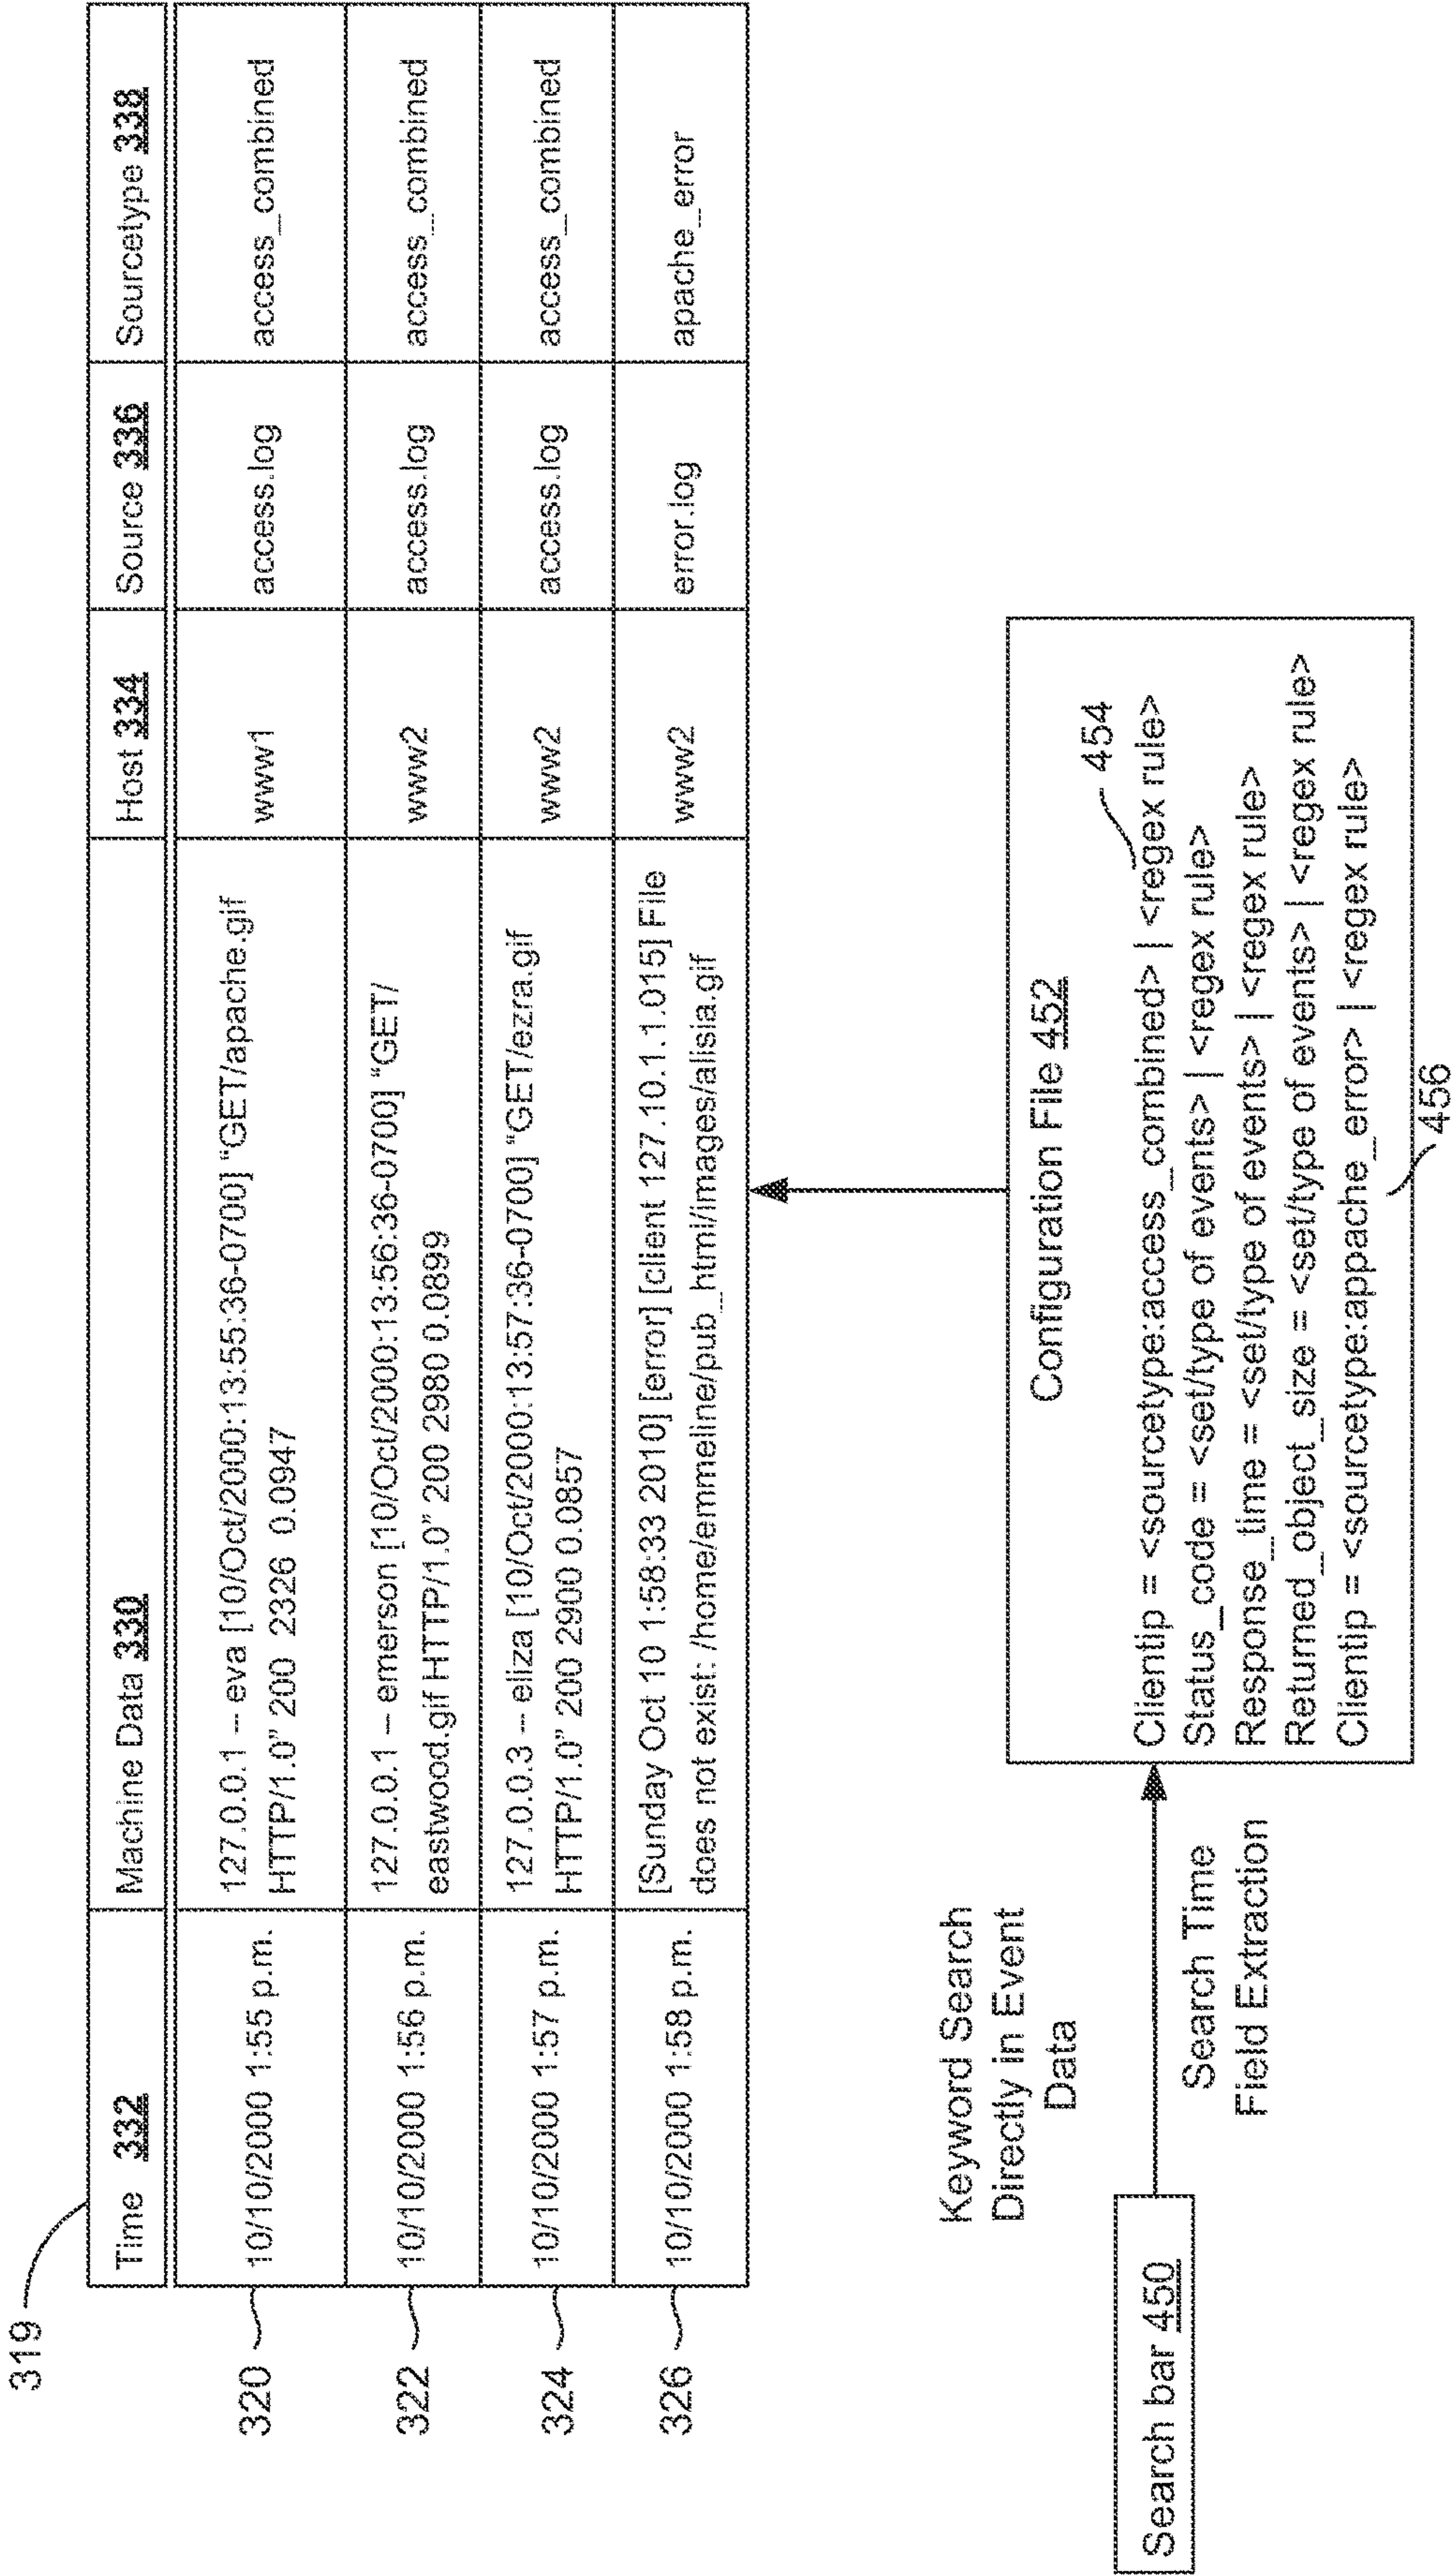 319
Time 332 Machine Data 330 Host 334 Source 336 Sourcetype 338
320 10/10/2000 1:55 p.m. 127.0.0.1 – eva [10/Oct/2000:13:55:36-0700] “GET/apache.gif www1 access.log access_combined
HTTP/1.0” 200 2326 0.0947
322 10/10/2000 1:56 p.m. 127.0.0.1 – emerson [10/Oct/2000:13:56:36-0700] “GET/ www2 access.log access_combined
eastwood.gif HTTP/1.0” 200 2980 0.0899
324 10/10/2000 1:57 p.m. 127.0.0.3 – eliza [10/Oct/2000:13:57:36-0700] “GET/ezra.gif www2 access.log access_combined
HTTP/1.0” 200 2900 0.0857
326 10/10/2000 1:58 p.m. [Sunday Oct 10 1:58:33 2010] [error] [client 127.10.1.1.015] File www2 error.log apache_error
does not exist: /home/emmeline/pub_html/images/alisia.gif
Keyword Search
Directly in Event
Data
Search bar 450
Search Time
Field Extraction
Configuration File 452
454
Clientip = <sourcetype:access_combined> | <regex rule>
Status_code = <set/type of events> | <regex rule>
Response_time = <set/type of events> | <regex rule>
Returned_object_size = <set/type of events> | <regex rule>
Clientip = <sourcetype:appache_error> | <regex rule>
456